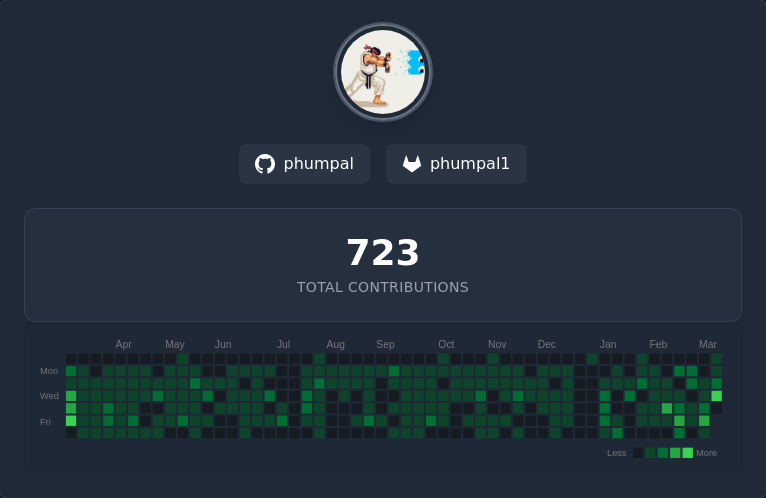 phumpal
phumpal1
723
TOTAL CONTRIBUTIONS
Apr May Jun Jul Aug Sep Oct Nov Dec Jan Feb Mar
Mon
Wed
Fri
Less More